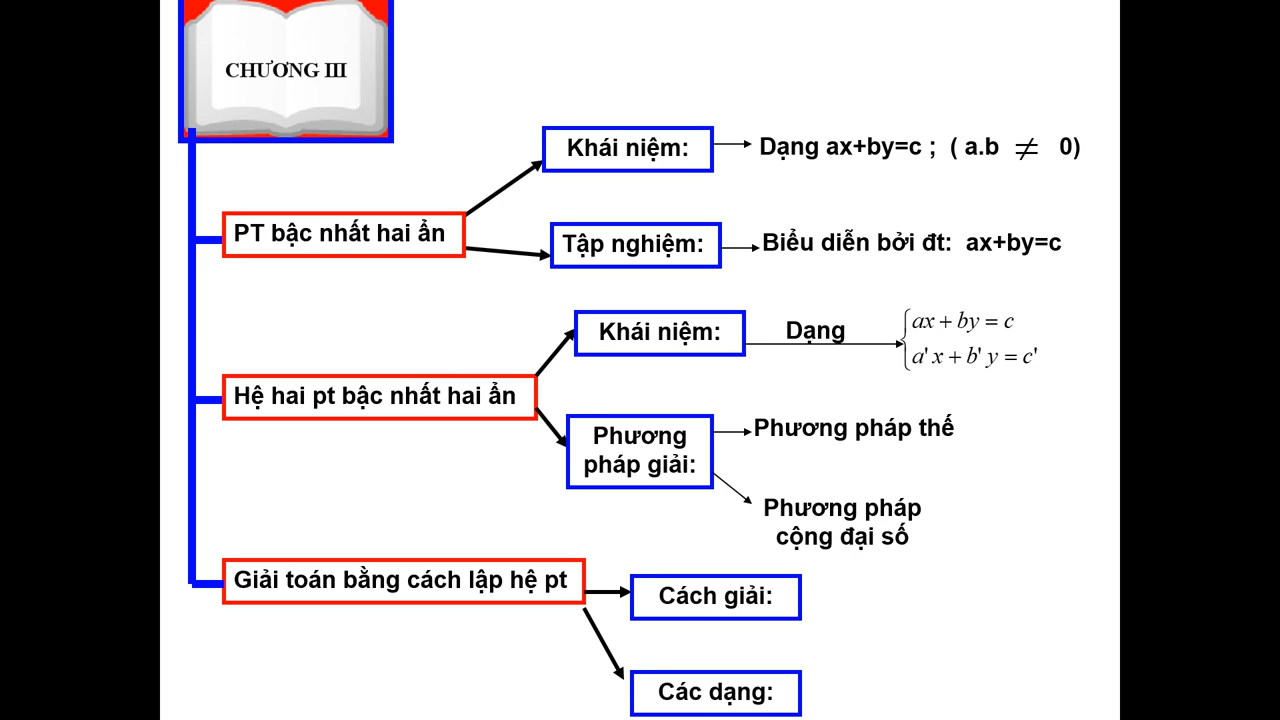 CHƯƠNG III
Khái niệm:
Dạng ax+by=c ; ( a.b ≠ 0)
PT bậc nhất hai ẩn
Tập nghiệm:
Biểu diễn bởi đt: ax+by=c
Khái niệm:
Dạng
ax + by = c
a' x + b' y = c'
Hệ hai pt bậc nhất hai ẩn
Phương
pháp giải:
Phương pháp thế
Phương pháp
cộng đại số
Giải toán bằng cách lập hệ pt
Cách giải:
Các dạng: